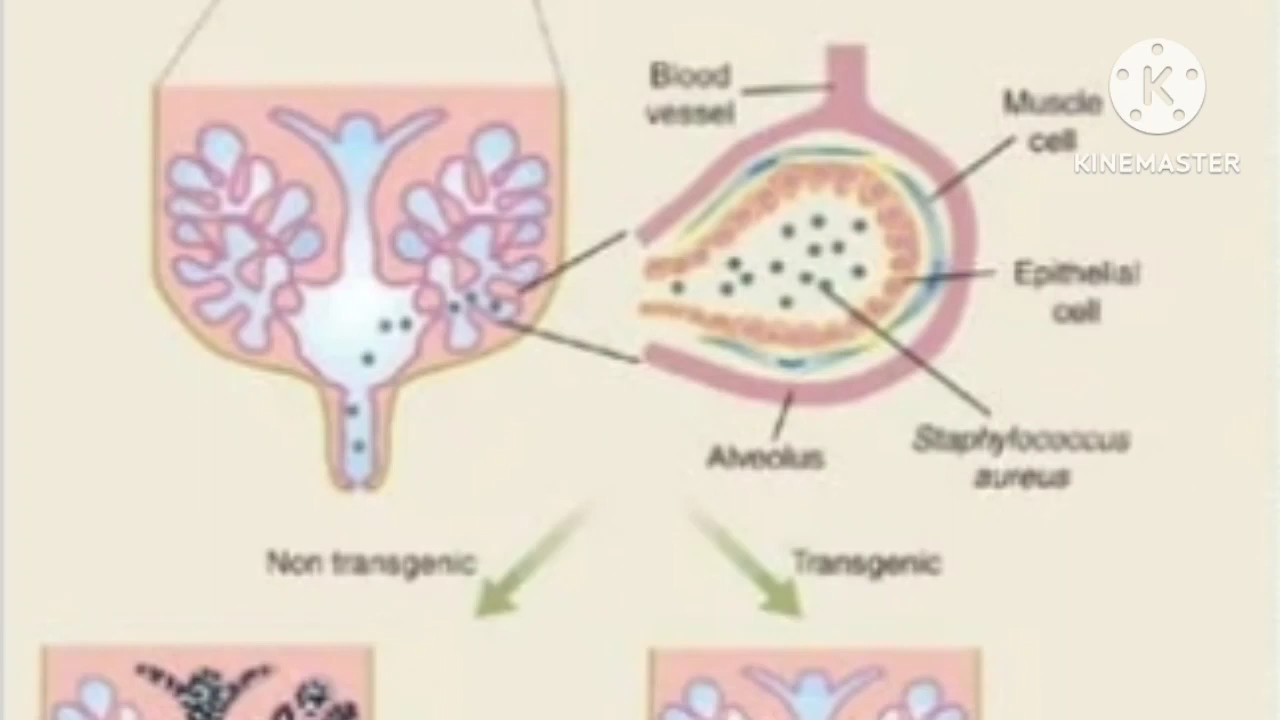 Blood
vessel
Muscle
cell
K
KINEMASTER
Epithelial
cell
Staphylococcus
aureus
Alveolus
Non transgenic
Transgenic